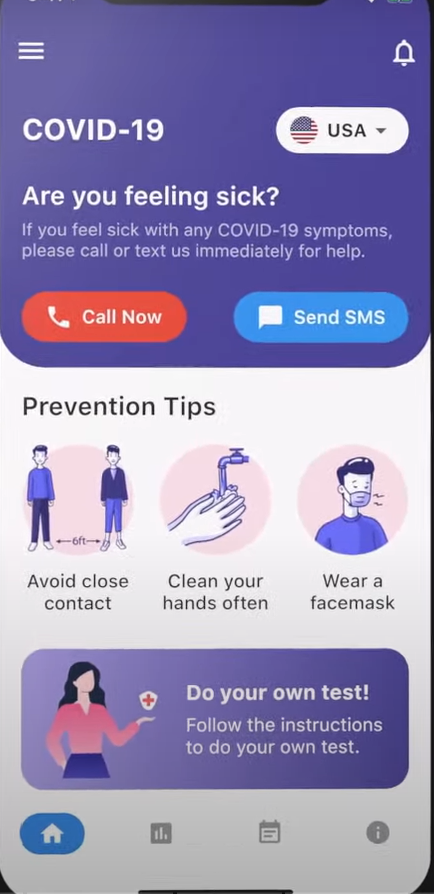 COVID-19
USA
Are you feeling sick?
If you feel sick with any COVID-19 symptoms,
please call or text us immediately for help.
Call Now
Send SMS
Prevention Tips
6ft
Avoid close
contact
Clean your
hands often
Wear a
facemask
Do your own test!
Follow the instructions
to do your own test.